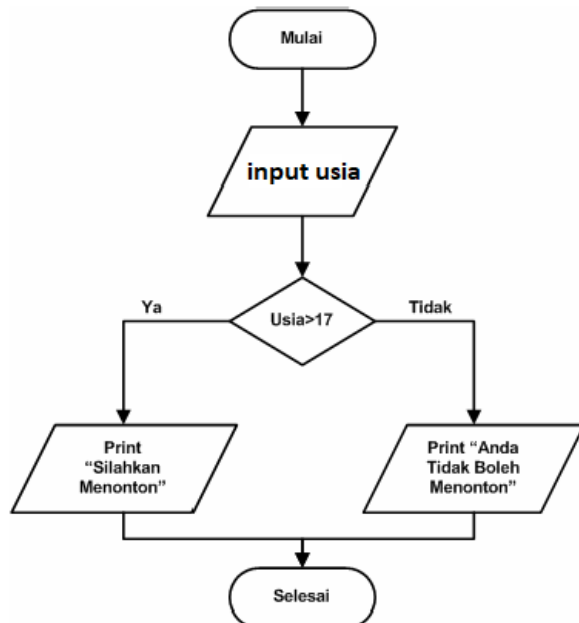 Mulai
input usia
Usia>17
Ya
Tidak
Print
“Silahkan
Menonton”
Print “Anda
Tidak Boleh
Menonton”
Selesai